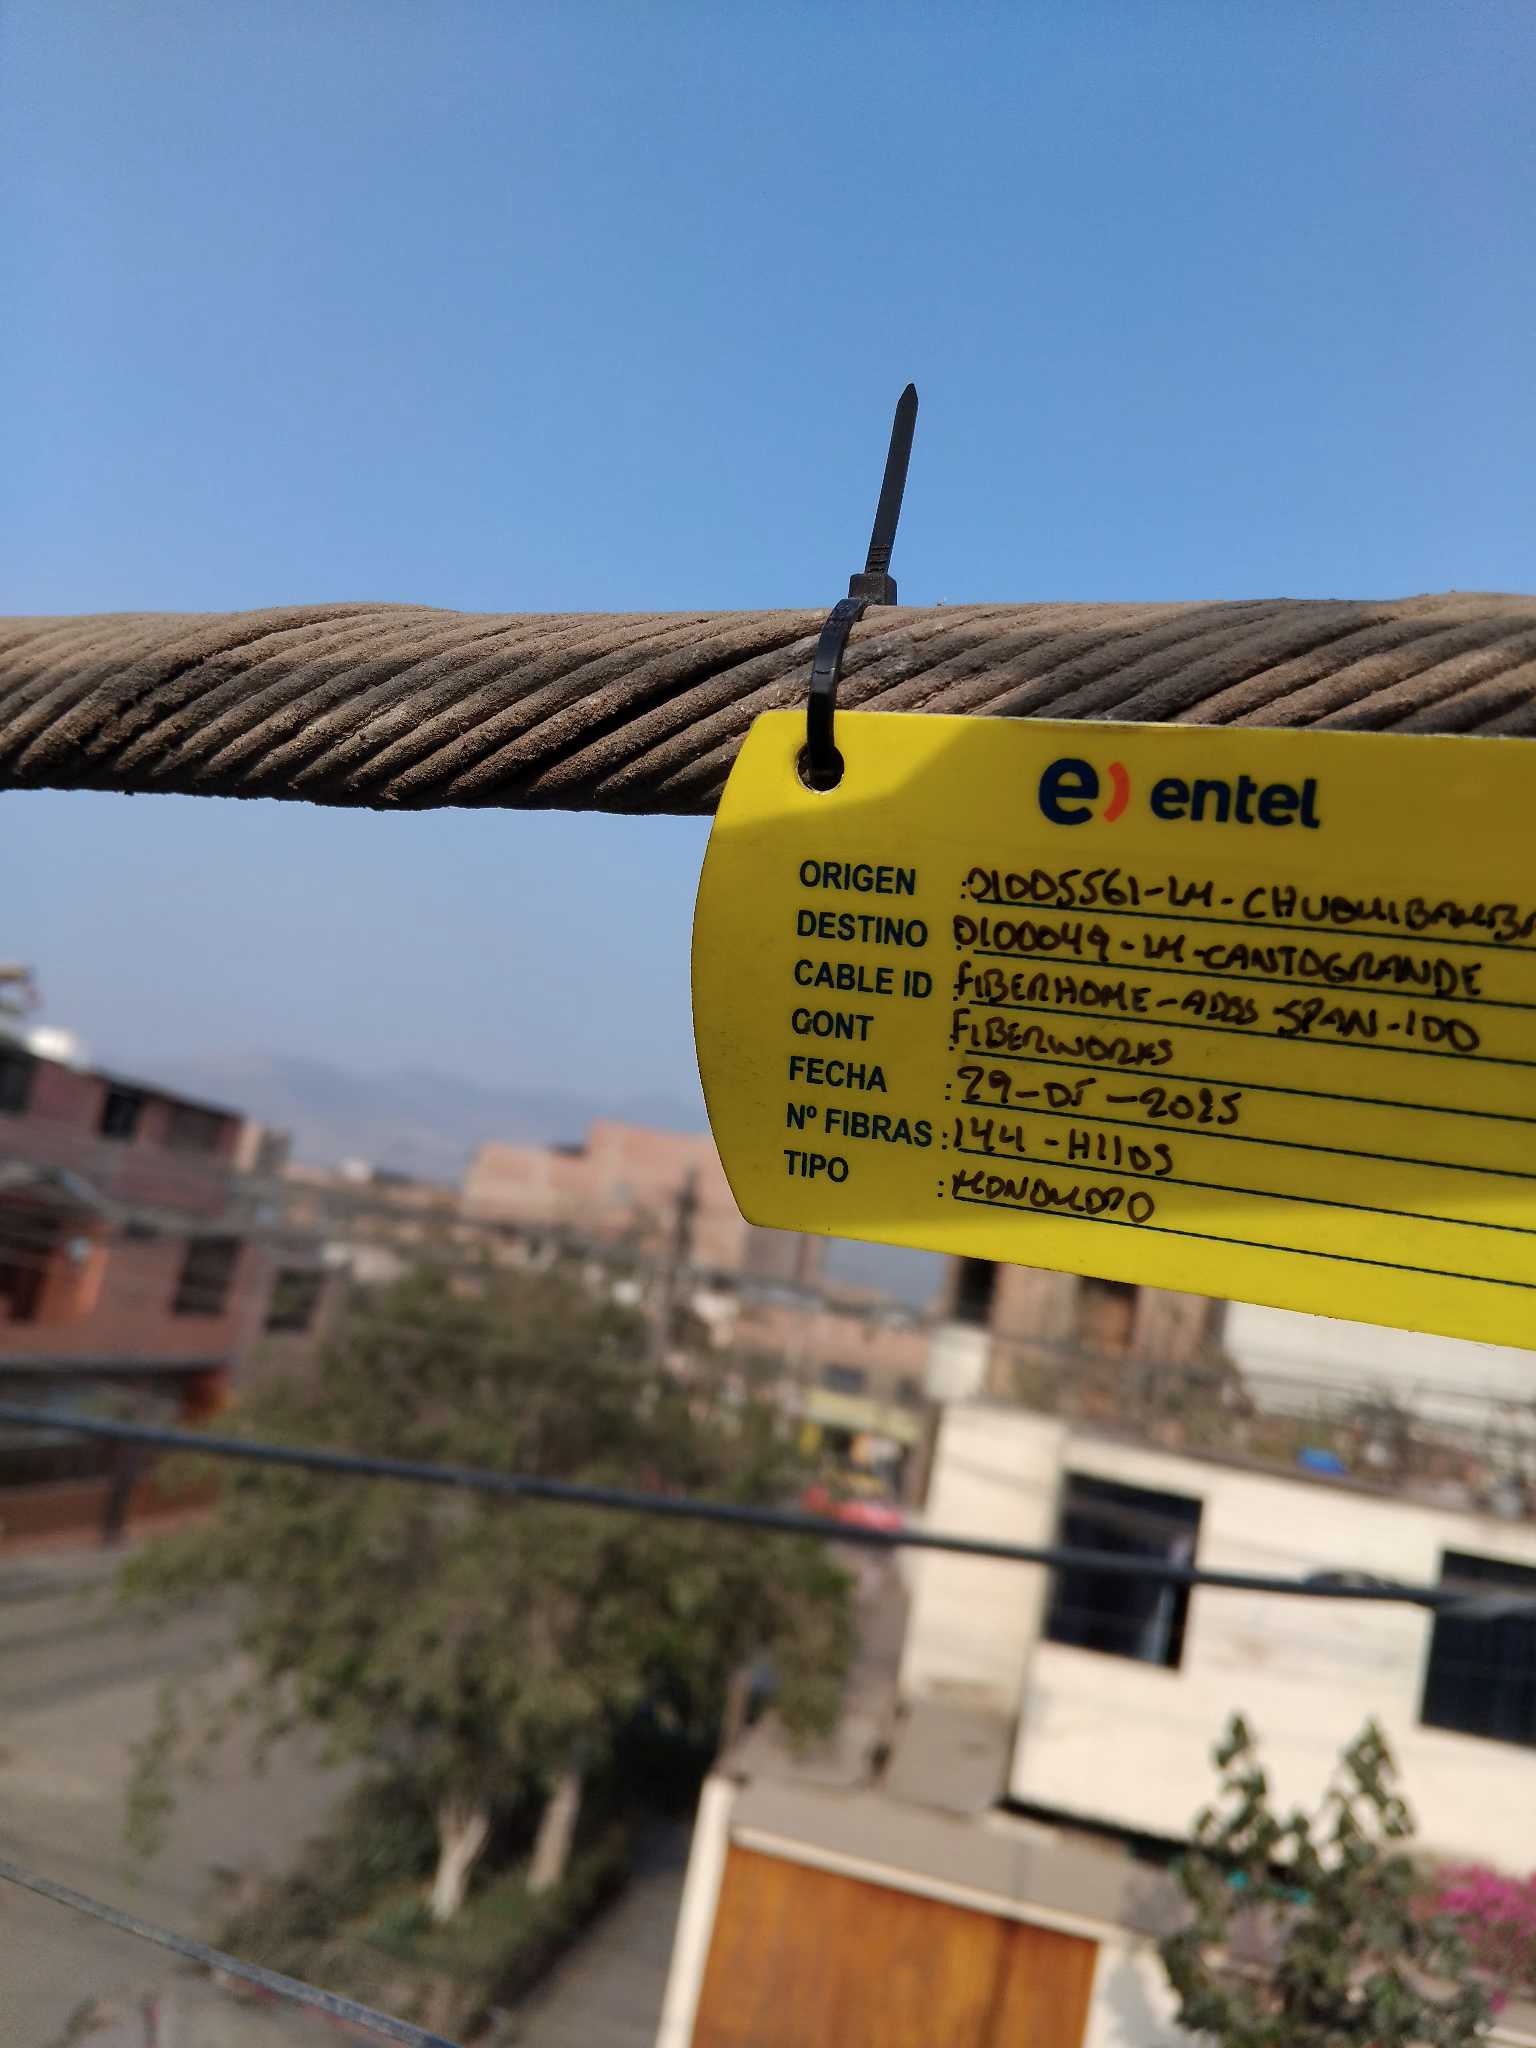 e) entel
ORIGEN : 01005561-LM-CHUQUIBAMBA
DESTINO : 0100049-LM-CANTOGRANDE
CABLE ID : FIBERHOME-ADSS-SPAN-100
CONT : FIBERWORKS
FECHA : 29-05-2025
Nº FIBRAS : 144-HILOS
TIPO : MONOMODO